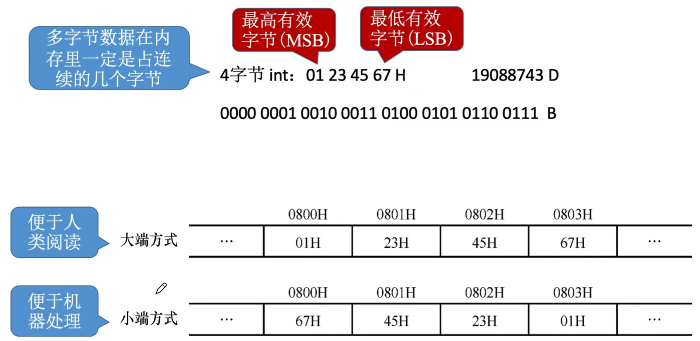 多字节数据在内
存里一定是占连
续的几个字节
最高有效
字节(MSB)
最低有效
字节(LSB)
4字节 int： 01 23 45 67 H
19088743 D
0000 0001 0010 0011 0100 0101 0110 0111 B
便于人
类阅读
大端方式
0800H 0801H 0802H 0803H
… 01H 23H 45H 67H …
便于机
器处理
小端方式
0800H 0801H 0802H 0803H
… 67H 45H 23H 01H …